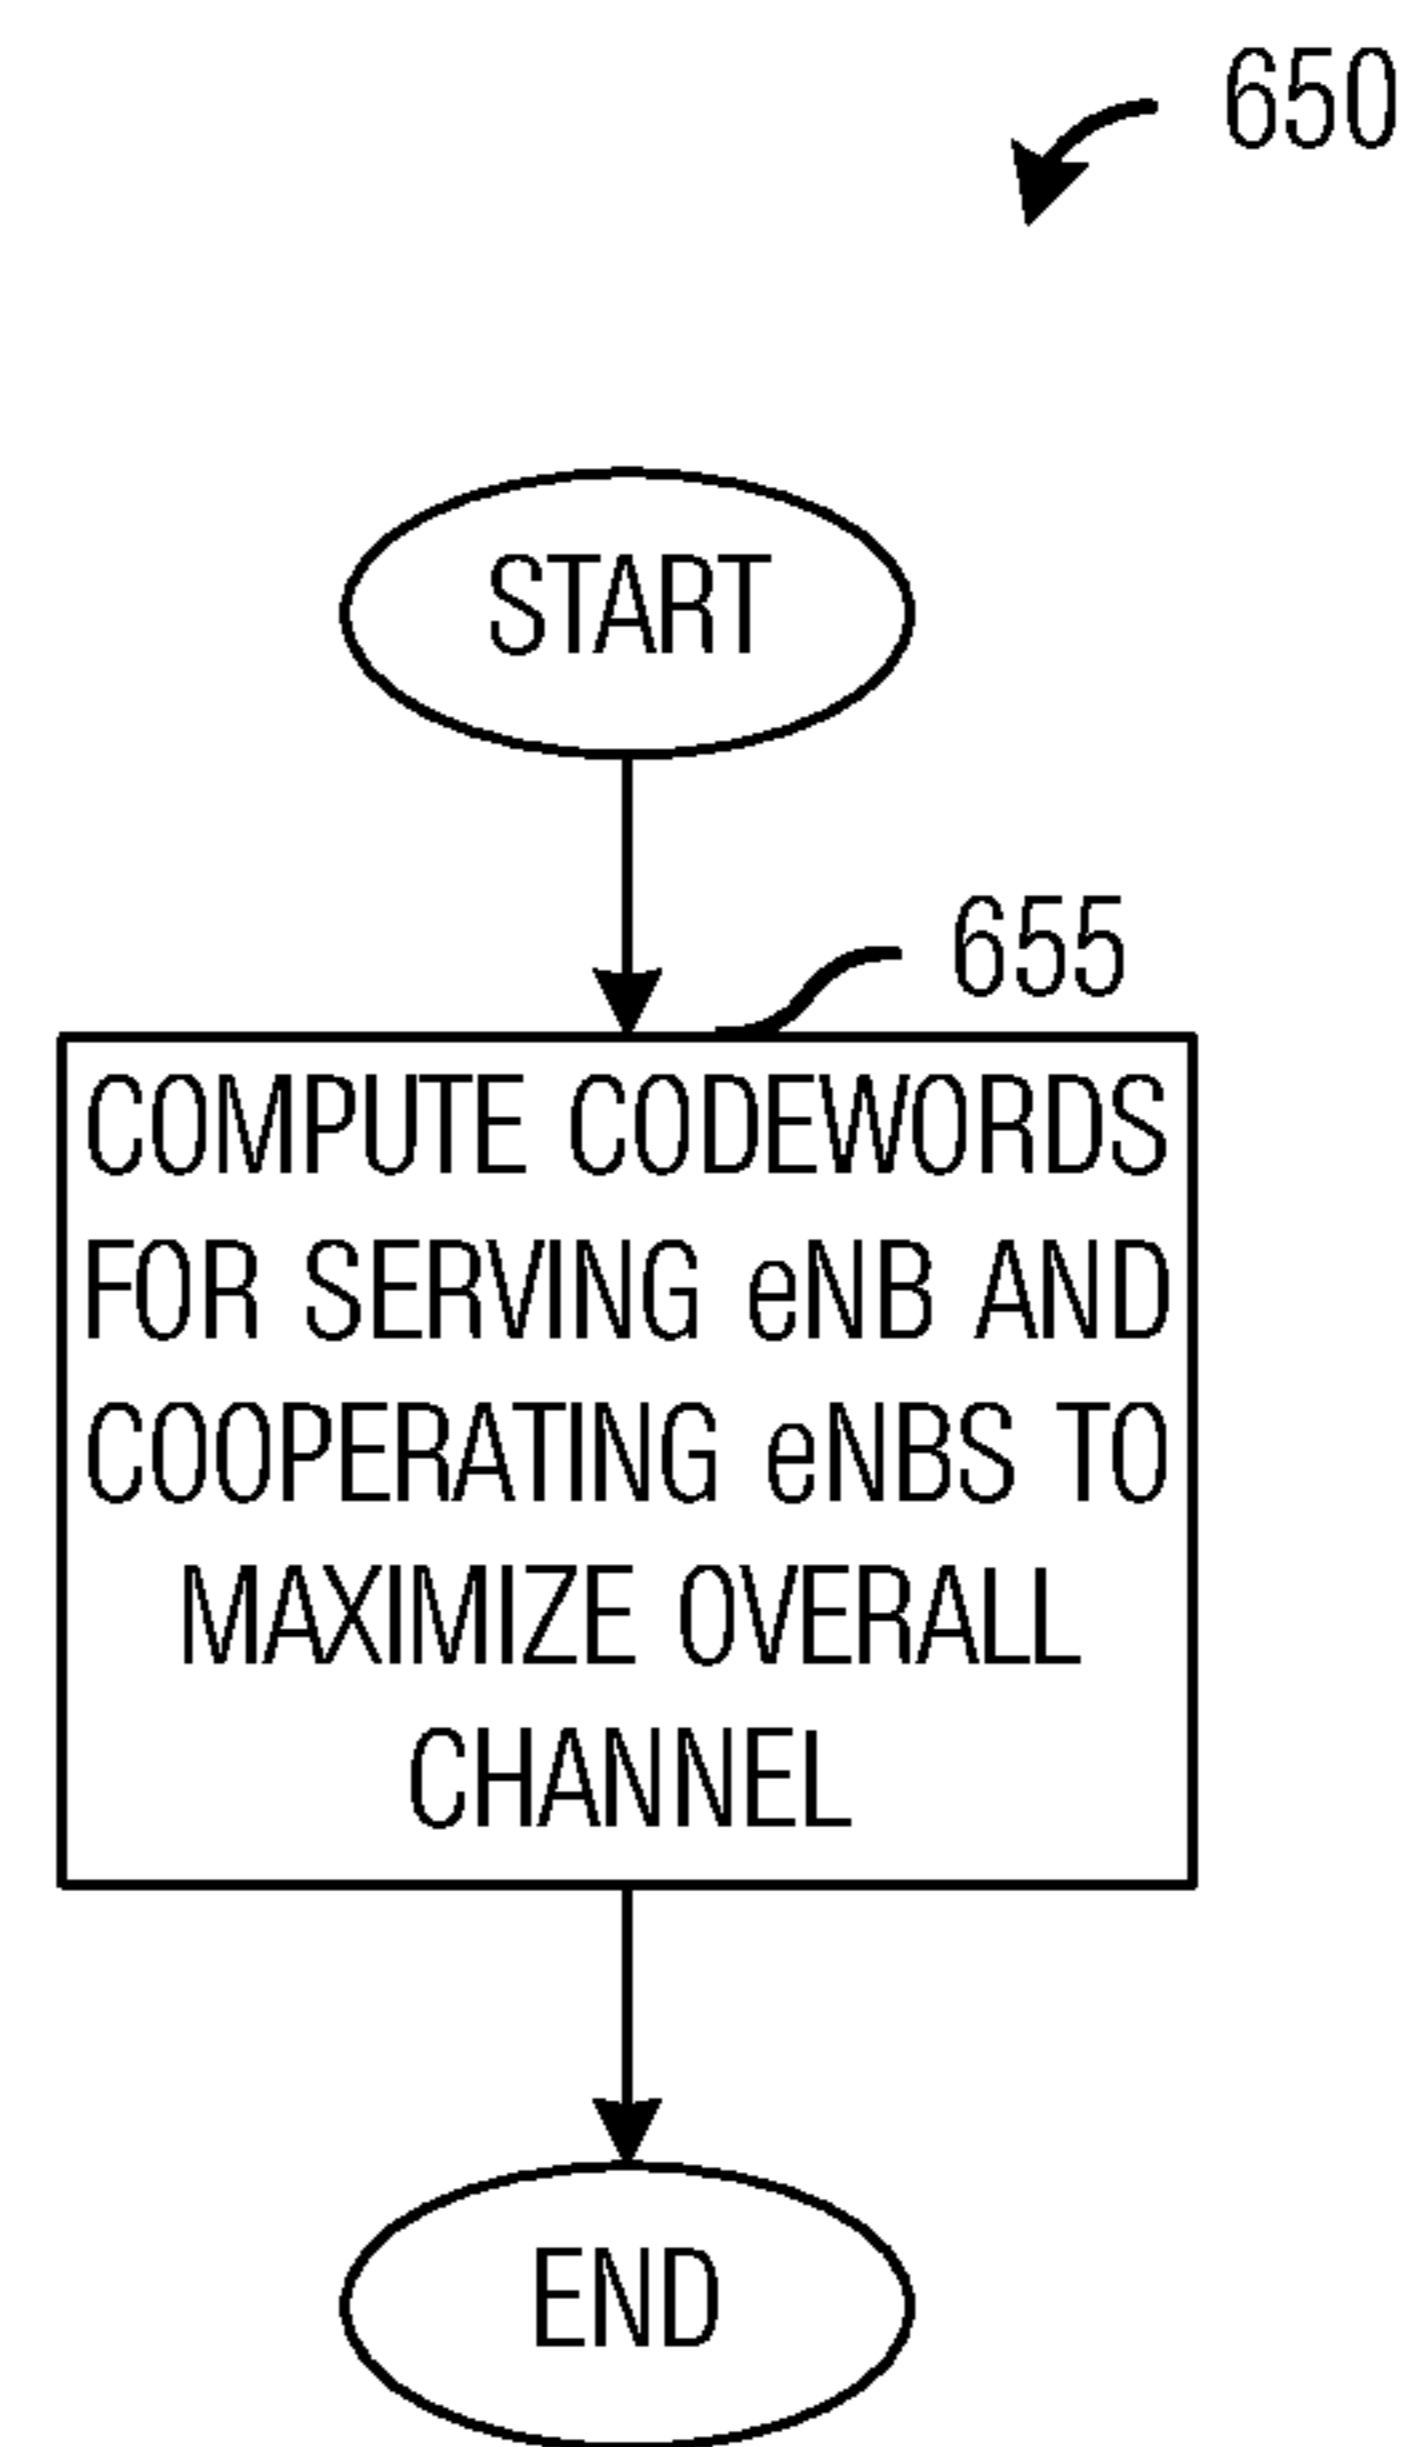 650
START
655
COMPUTE CODEWORDS
FOR SERVING eNB AND
COOPERATING eNBS TO
MAXIMIZE OVERALL
CHANNEL
END